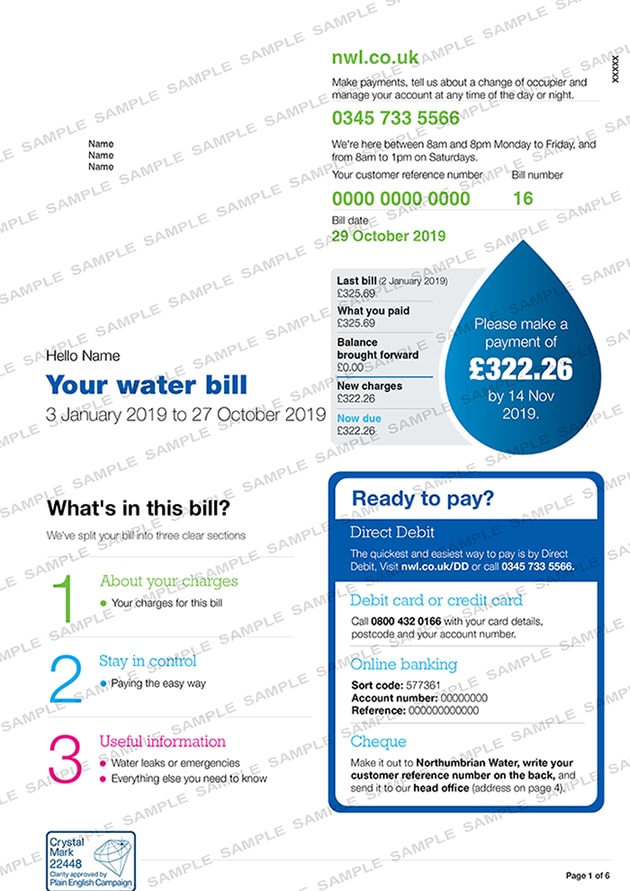 nwl.co.uk
Make payments, tell us about a change of occupier and
manage your account at any time of the day or night.
0345 733 5566
We're here between 8am and 8pm Monday to Friday, and
from 8am to 1pm on Saturdays.
Your customer reference number Bill number
0000 0000 0000 16
Bill date
29 October 2019
XXXXX
Name
Name
Name
Last bill (2 January 2019)
£325.69
What you paid
£325.69
Balance
brought forward
£0.00
New charges
£322.26
Now due
£322.26
Please make a
payment of
£322.26
by 14 Nov
2019.
Hello Name
Your water bill
3 January 2019 to 27 October 2019
What's in this bill?
We've split your bill into three clear sections
1 About your charges
• Your charges for this bill
2 Stay in control
• Paying the easy way
3 Useful information
• Water leaks or emergencies
• Everything else you need to know
Ready to pay?
Direct Debit
The quickest and easiest way to pay is by Direct
Debit, Visit nwl.co.uk/DD or call 0345 733 5566.
Debit card or credit card
Call 0800 432 0166 with your card details,
postcode and your account number.
Online banking
Sort code: 577361
Account number: 00000000
Reference: 000000000000
Cheque
Make it out to Northumbrian Water, write your
customer reference number on the back, and
send it to our head office (address on page 4).
Crystal
Mark
22448
Clarity approved by
Plain English Campaign
Page 1 of 6
SAMPLE SAMPLE SAMPLE SAMPLE SAMPLE SAMPLE